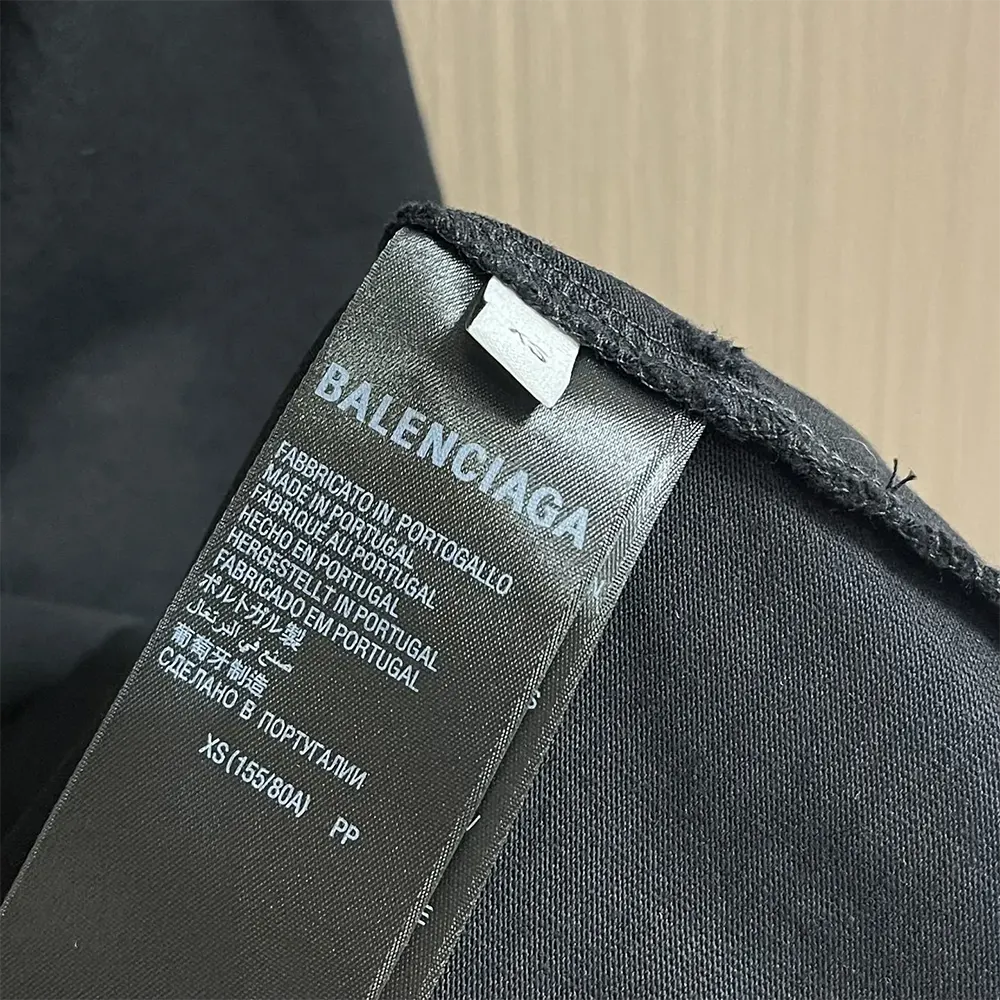 XS
BALENCIAGA
FABBRICATO IN PORTOGALLO
MADE IN PORTUGAL
FABRIQUE AU PORTUGAL
HECHO EN PORTUGAL
HERGESTELLT IN PORTUGAL
FABRICADO EM PORTUGAL
ポルトガル製
صنع في البرتغال
葡萄牙制造
СДЕЛАНО В ПОРТУГАЛИИ
XS (155/80A) PP